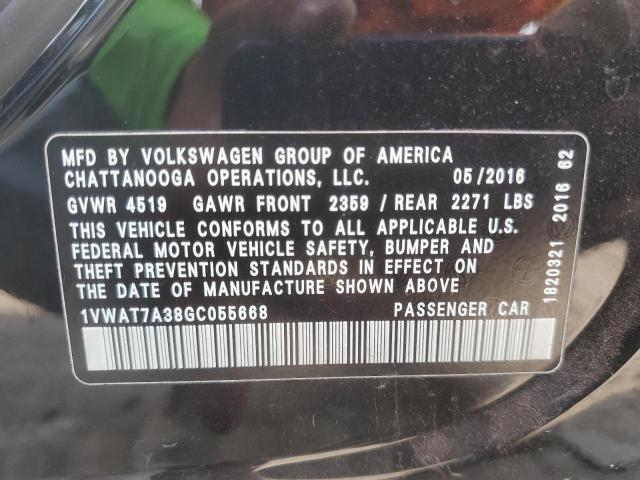 MFD BY VOLKSWAGEN GROUP OF AMERICA
CHATTANOOGA OPERATIONS, LLC. 05/2016
GVWR 4519 GAWR FRONT 2359 / REAR 2271 LBS
THIS VEHICLE CONFORMS TO ALL APPLICABLE U.S.
FEDERAL MOTOR VEHICLE SAFETY, BUMPER AND
THEFT PREVENTION STANDARDS IN EFFECT ON
THE DATE OF MANUFACTURE SHOWN ABOVE
1VWAT7A38GC055668 PASSENGER CAR
1820321 2016 62